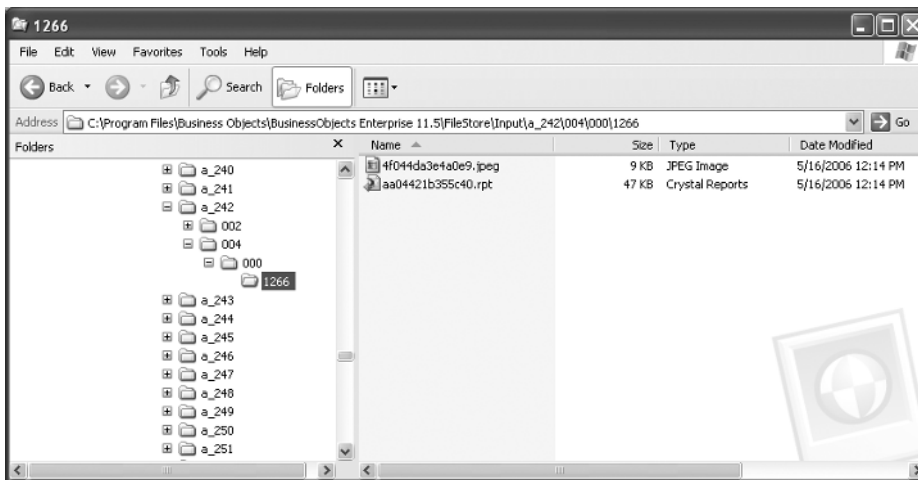 1266
File Edit View Favorites Tools Help
Back Search Folders
Address C:\Program Files\Business Objects\BusinessObjects Enterprise 11.5\FileStore\Input\a_242\004\000\1266 Go
Folders
a_240
a_241
a_242
002
004
000
1266
a_243
a_244
a_245
a_246
a_247
a_248
a_249
a_250
a_251
Name Size Type Date Modified
4f044da3e4a0e9.jpeg 9 KB JPEG Image 5/16/2006 12:14 PM
aa04421b355c40.rpt 47 KB Crystal Reports 5/16/2006 12:14 PM